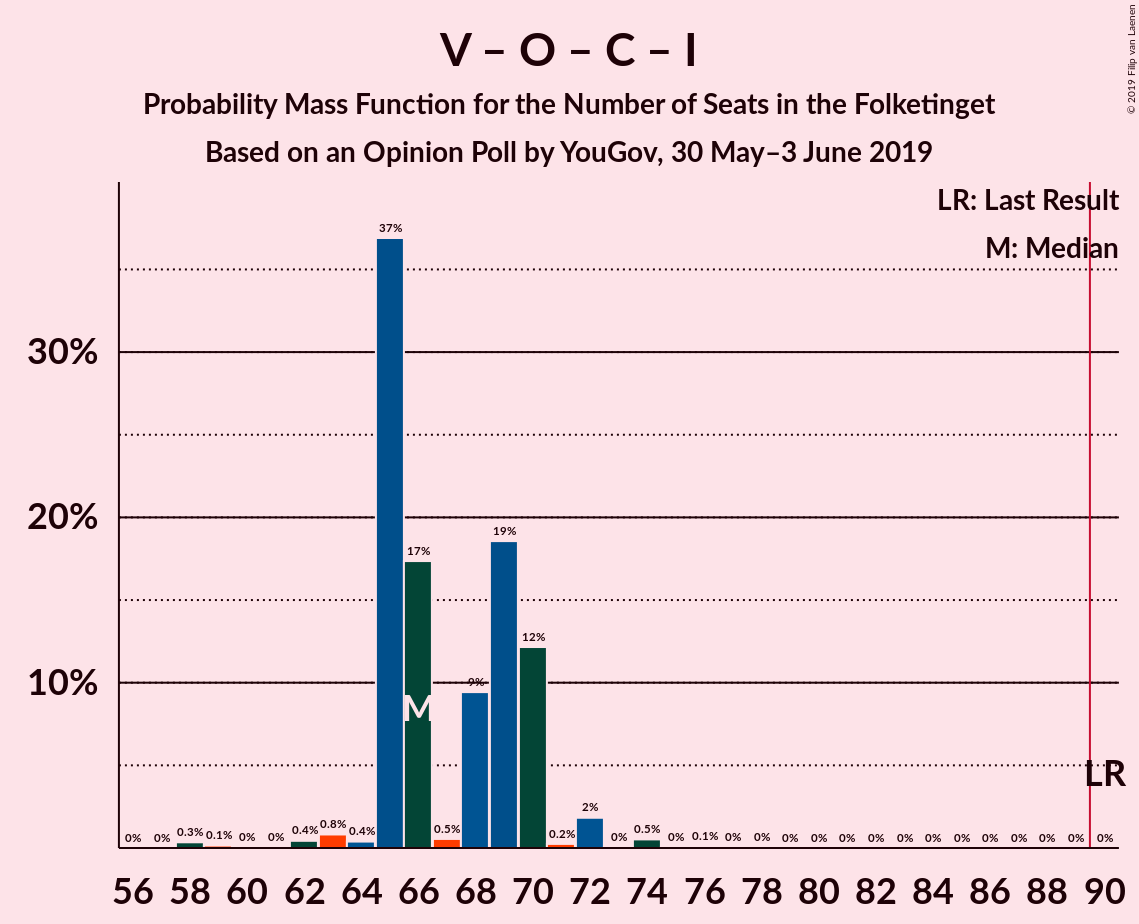 V – O – C – I
Probability Mass Function for the Number of Seats in the Folketinget
Based on an Opinion Poll by YouGov, 30 May–3 June 2019
© 2019 Filip van Laenen
LR: Last Result
M: Median
30%
20%
10%
0% 0% 0.3% 0.1% 0% 0% 0.4% 0.8% 0.4% 37% 17% 0.5% 9% 19% 12% 0.2% 2% 0% 0.5% 0% 0.1% 0% 0% 0% 0% 0% 0% 0% 0% 0% 0% 0% 0% 0% 0%
M
LR
56 58 60 62 64 66 68 70 72 74 76 78 80 82 84 86 88 90